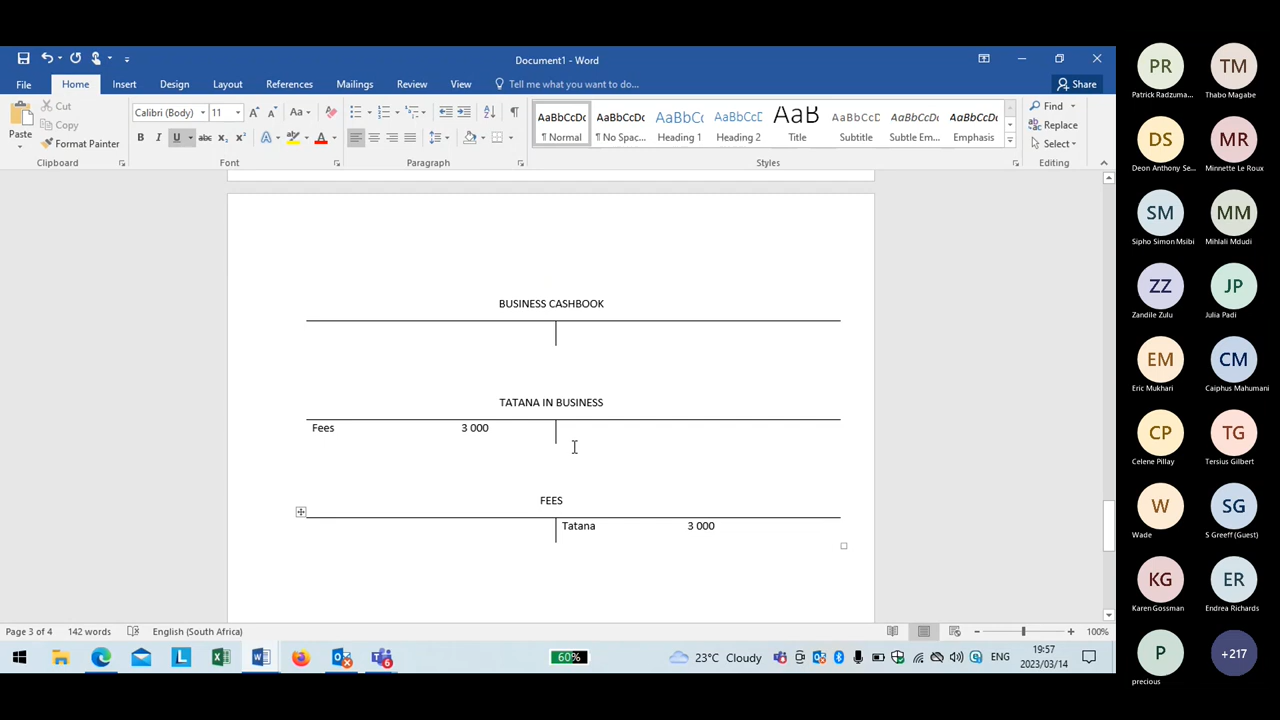 Document1 - Word
File Home Insert Design Layout References Mailings Review View Tell me what you want to do... Share
Paste
Cut
Copy
Format Painter
Clipboard
Calibri (Body) 11
Font
Paragraph
AaBbCcDc AaBbCcDc AaBbCc AaBbCcD AaB AaBbCcD AaBbCcDc AaBbCcDc
¶ Normal ¶ No Spac... Heading 1 Heading 2 Title Subtitle Subtle Em... Emphasis
Styles
Find
Replace
Select
Editing
BUSINESS CASHBOOK
TATANA IN BUSINESS
Fees 3 000
FEES
Tatana 3 000
Page 3 of 4 142 words English (South Africa) 100%
60% 23°C Cloudy ENG 19:57
2023/03/14
PR TM
Patrick Radzuma... Thabo Magabe
DS MR
Deon Anthony Se... Minnette Le Roux
SM MM
Sipho Simon Msibi Mihlali Mdudi
ZZ JP
Zandile Zulu Julia Padi
EM CM
Eric Mukhari Caiphus Mahumani
CP TG
Celene Pillay Tersius Gilbert
W SG
Wade S Greeff (Guest)
KG ER
Karen Gossman Endrea Richards
P +217
precious